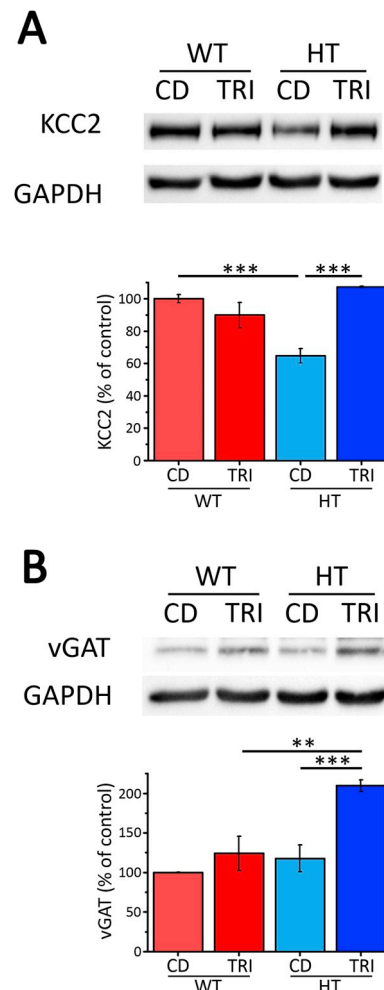 A
WT HT
CD TRI CD TRI
KCC2
GAPDH
*** ***
KCC2 (% of control)
100
80
60
40
20
0
CD TRI CD TRI
WT HT
B
WT HT
CD TRI CD TRI
vGAT
GAPDH
**
***
vGAT (% of control)
200
150
100
50
0
CD TRI CD TRI
WT HT